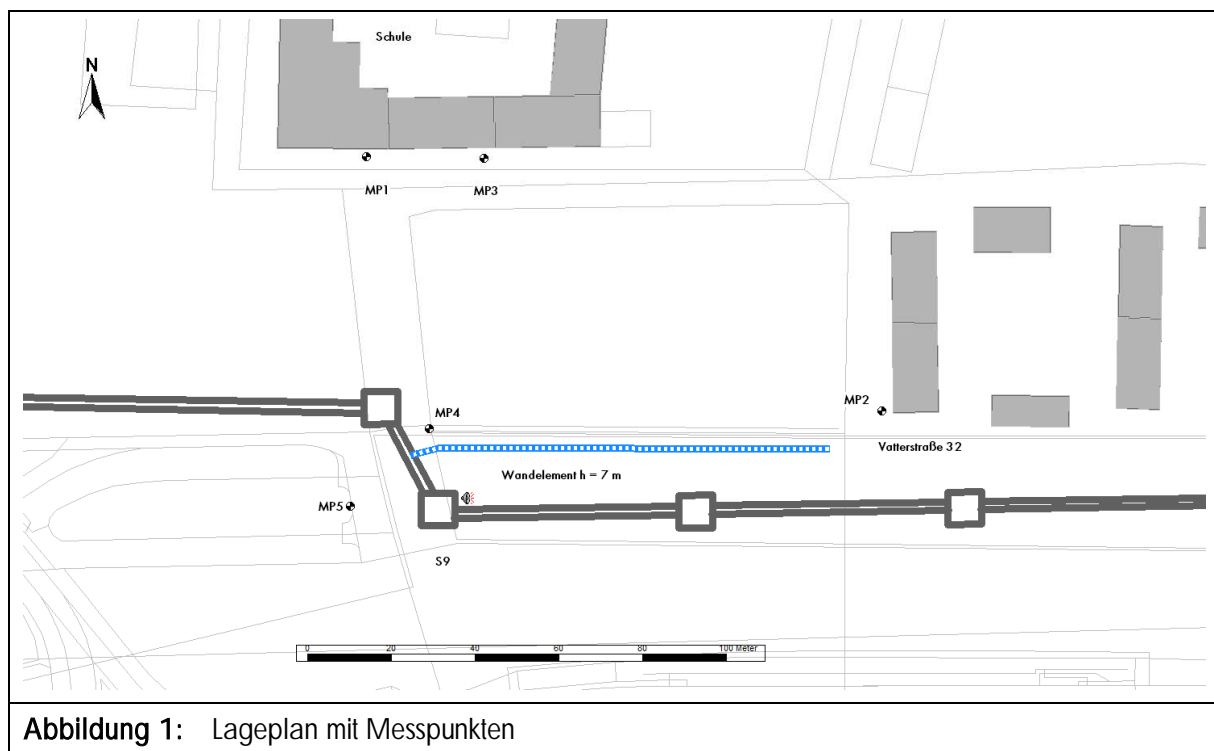 Schule
N
MP1
MP3
MP2
MP4
Vatterstraße 32
Wandelement h = 7 m
MP5
S9
0 20 40 60 80 100 Meter
Abbildung 1: Lageplan mit Messpunkten